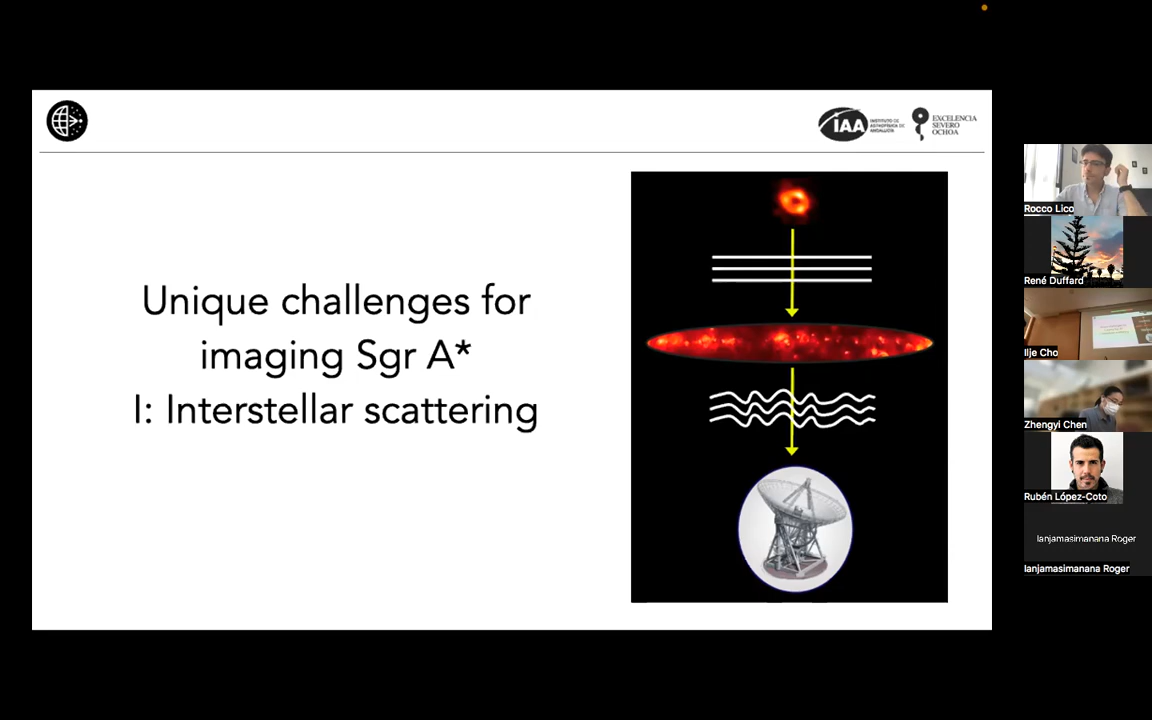 IAA
INSTITUTO DE
ASTROFÍSICA DE
ANDALUCÍA
EXCELENCIA
SEVERO
OCHOA
Unique challenges for
imaging Sgr A*
I: Interstellar scattering
Rocco Lico
René Duffard
Ilje Cho
Zhengyi Chen
Rubén López-Coto
Ianjamasimanana Roger
Ianjamasimanana Roger